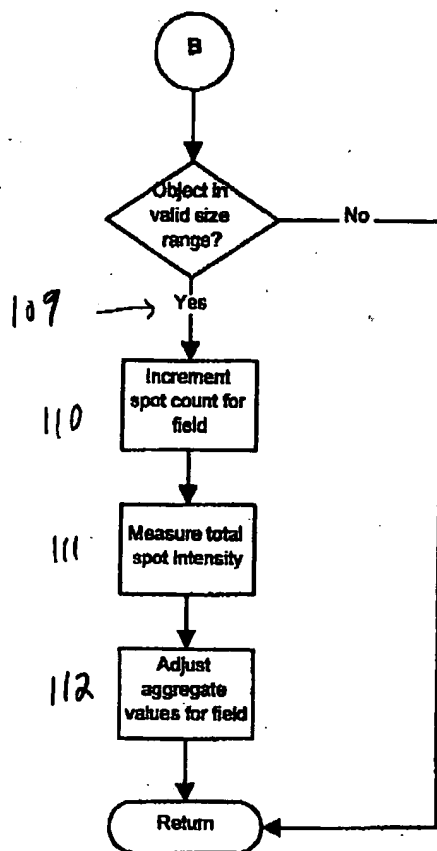 B
Object in
valid size
range?
No
109
Yes
Increment
spot count for
field
110
Measure total
spot intensity
111
Adjust
aggregate
values for field
112
Return